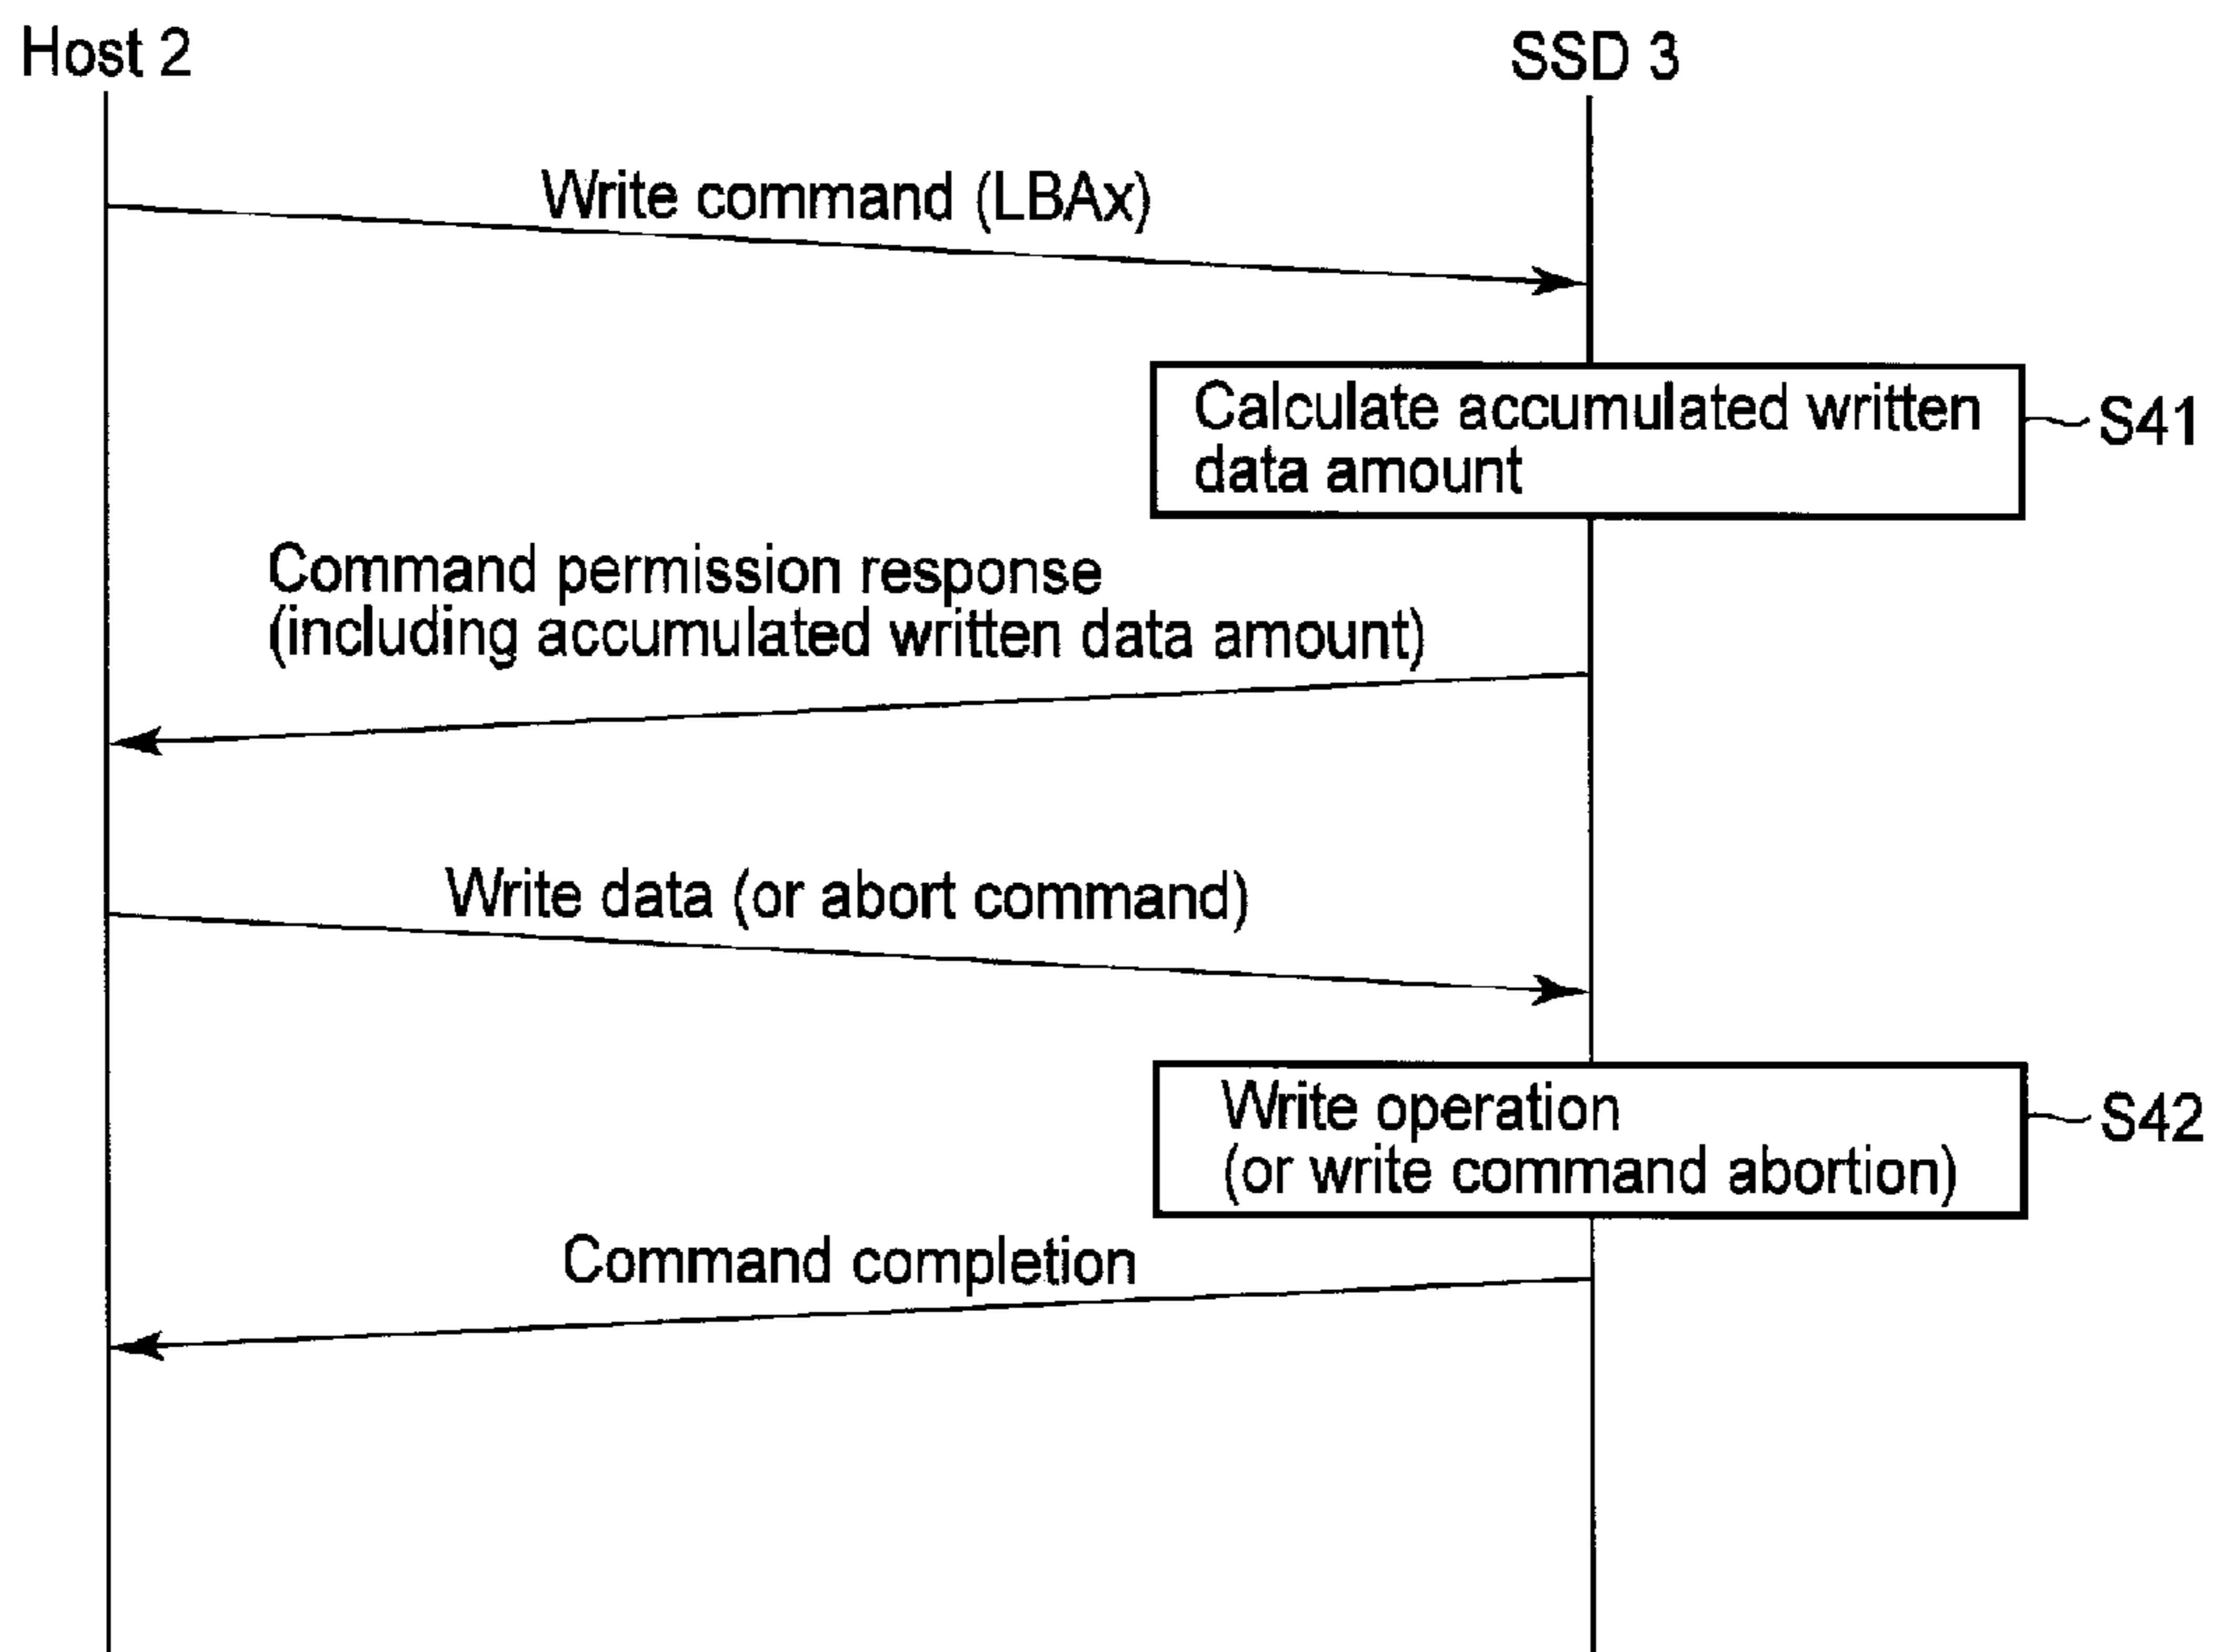 Host 2
SSD 3
Write command (LBAx)
Calculate accumulated written
data amount
S41
Command permission response
(including accumulated written data amount)
Write data (or abort command)
Write operation
(or write command abortion)
S42
Command completion